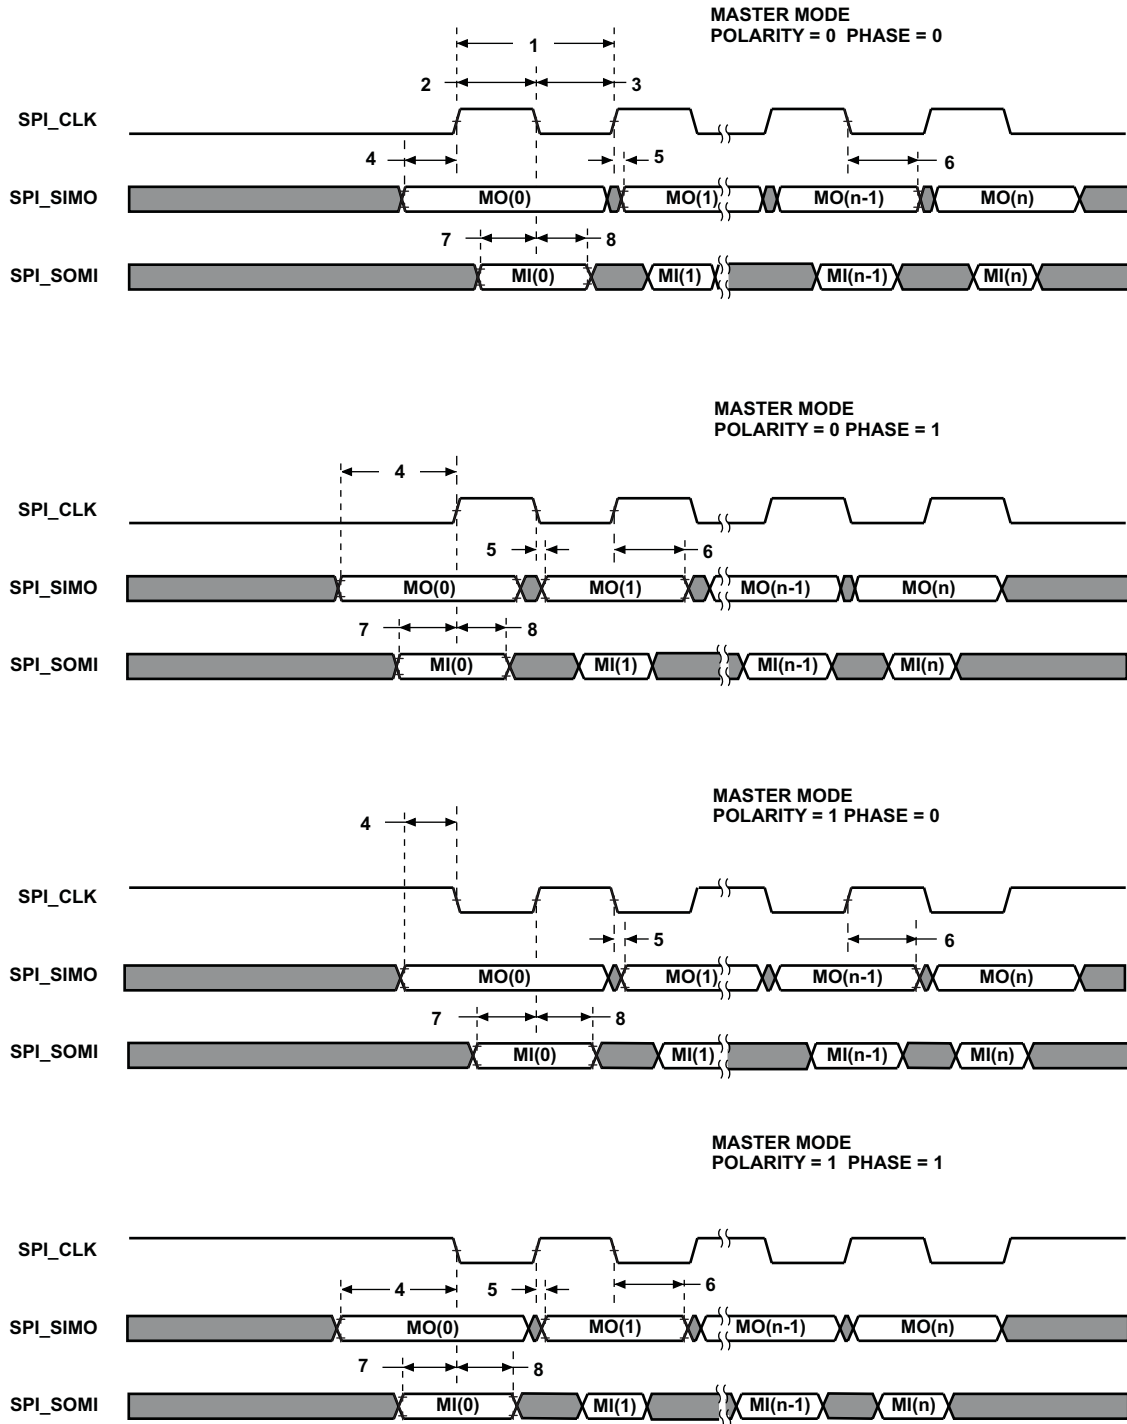 MASTER MODE
POLARITY = 0 PHASE = 0
1
2 3
SPI_CLK
4 5 6
SPI_SIMO MO(0) MO(1) MO(n-1) MO(n)
7 8
SPI_SOMI MI(0) MI(1) MI(n-1) MI(n)
MASTER MODE
POLARITY = 0 PHASE = 1
4
SPI_CLK
5 6
SPI_SIMO MO(0) MO(1) MO(n-1) MO(n)
7 8
SPI_SOMI MI(0) MI(1) MI(n-1) MI(n)
MASTER MODE
POLARITY = 1 PHASE = 0
4
SPI_CLK
5 6
SPI_SIMO MO(0) MO(1) MO(n-1) MO(n)
7 8
SPI_SOMI MI(0) MI(1) MI(n-1) MI(n)
MASTER MODE
POLARITY = 1 PHASE = 1
SPI_CLK
4 5 6
SPI_SIMO MO(0) MO(1) MO(n-1) MO(n)
7 8
SPI_SOMI MI(0) MI(1) MI(n-1) MI(n)